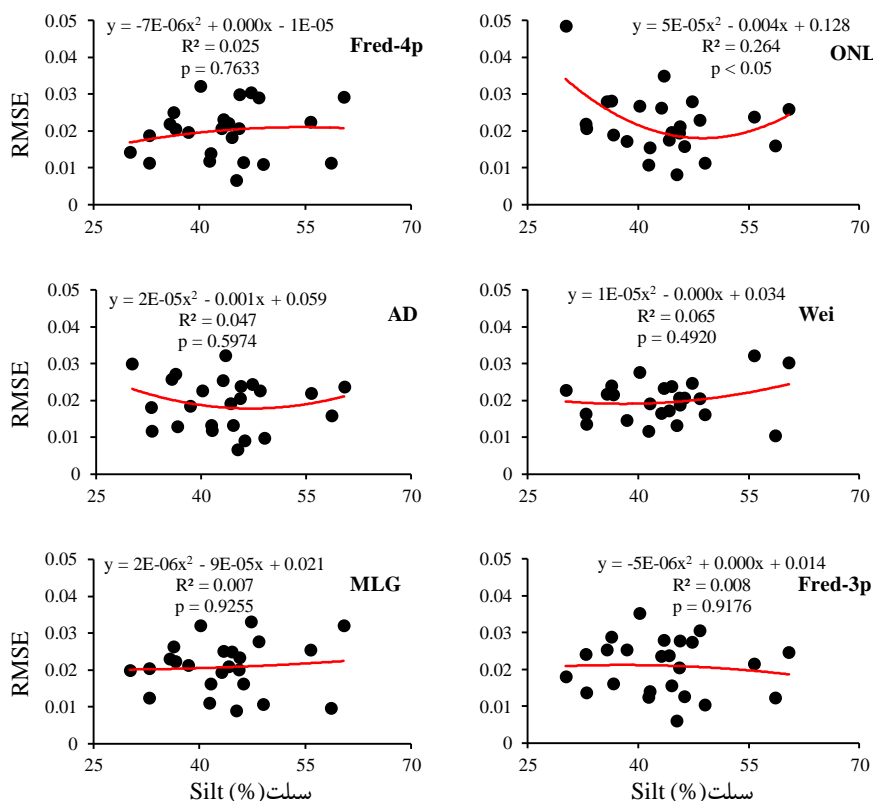 y = -7E-06x² + 0.000x - 1E-05
R² = 0.025
p = 0.7633
Fred-4p
RMSE
0.05
0.04
0.03
0.02
0.01
0
25 40 55 70
y = 5E-05x² - 0.004x + 0.128
R² = 0.264
p < 0.05
ONL
0.05
0.04
0.03
0.02
0.01
0
25 40 55 70
y = 2E-05x² - 0.001x + 0.059
R² = 0.047
p = 0.5974
AD
RMSE
0.05
0.04
0.03
0.02
0.01
0
25 40 55 70
y = 1E-05x² - 0.000x + 0.034
R² = 0.065
p = 0.4920
Wei
0.05
0.04
0.03
0.02
0.01
0
25 40 55 70
y = 2E-06x² - 9E-05x + 0.021
R² = 0.007
p = 0.9255
MLG
RMSE
0.05
0.04
0.03
0.02
0.01
0
25 40 55 70
Silt (%)سیلت
y = -5E-06x² + 0.000x + 0.014
R² = 0.008
p = 0.9176
Fred-3p
0.05
0.04
0.03
0.02
0.01
0
25 40 55 70
Silt (%)سیلت